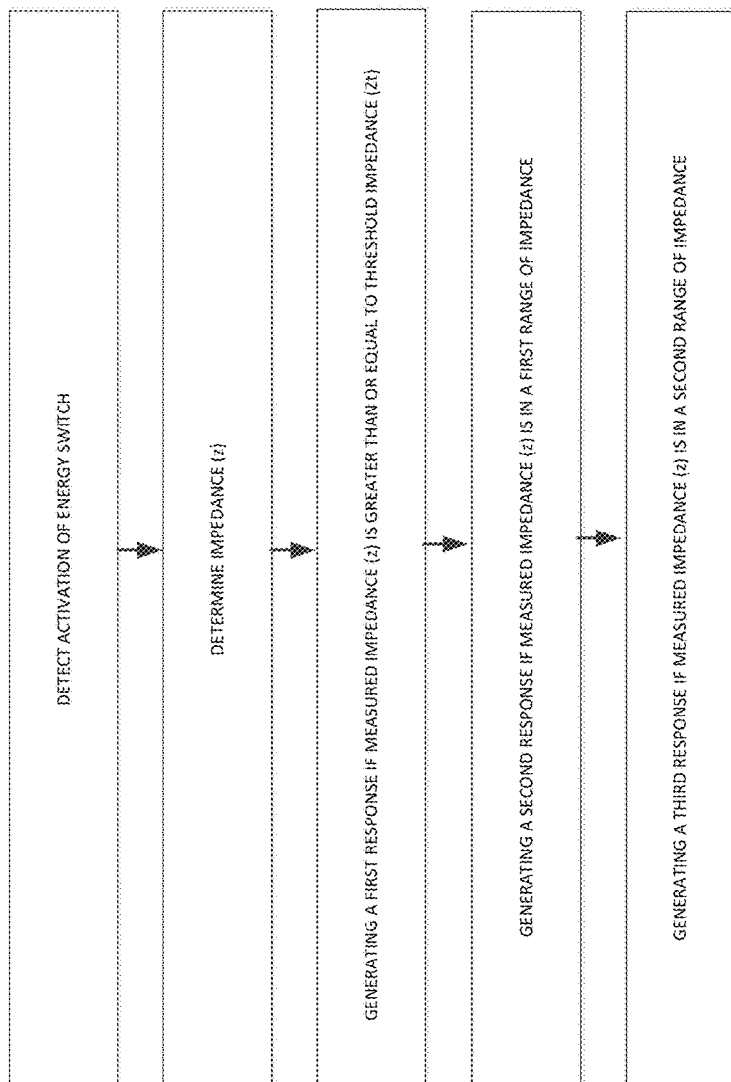 DETECT ACTIVATION OF ENERGY SWITCH
DETERMINE IMPEDANCE (z)
GENERATING A FIRST RESPONSE IF MEASURED IMPEDANCE (z) IS GREATER THAN OR EQUAL TO THRESHOLD IMPEDANCE (Zt)
GENERATING A SECOND RESPONSE IF MEASURED IMPEDANCE (z) IS IN A FIRST RANGE OF IMPEDANCE
GENERATING A THIRD RESPONSE IF MEASURED IMPEDANCE (z) IS IN A SECOND RANGE OF IMPEDANCE